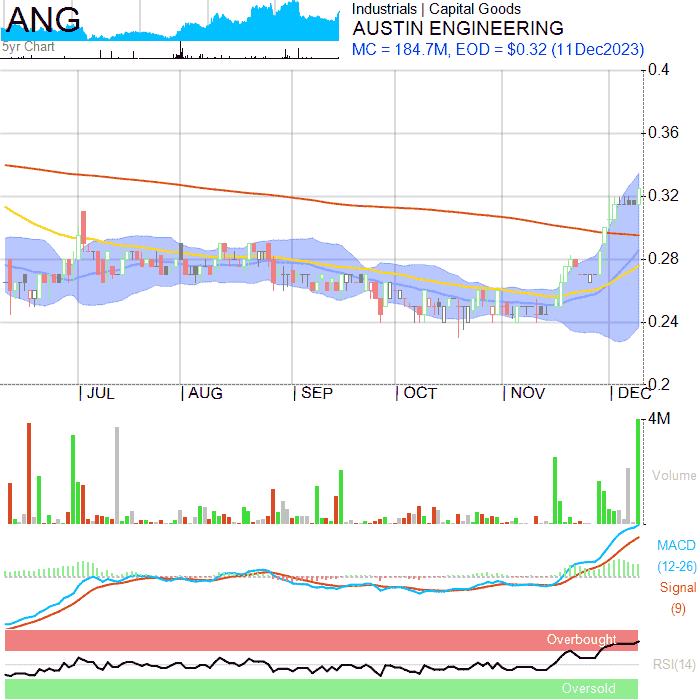 ANG
5yr Chart
Industrials | Capital Goods
AUSTIN ENGINEERING
MC = 184.7M, EOD = $0.32 (11Dec2023)
0.4
0.36
0.32
0.28
0.24
0.2
|JUL |AUG |SEP |OCT |NOV |DEC
4M
Volume
MACD
(12-26)
Signal
(9)
Overbought
RSI(14)
Oversold